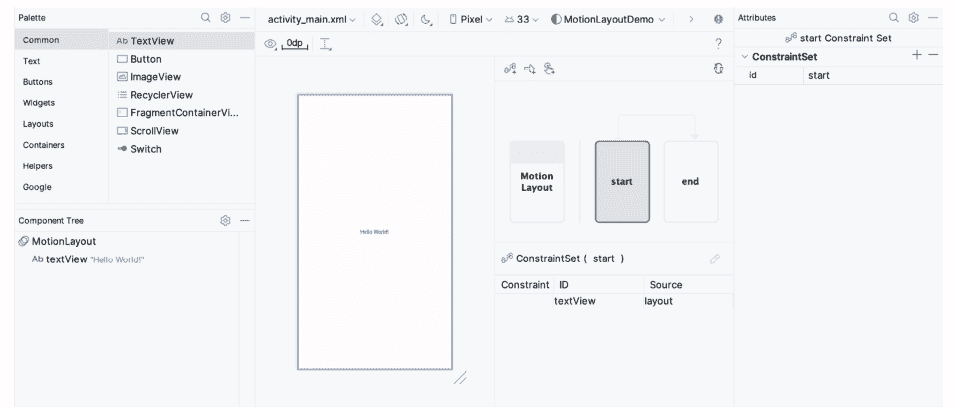 Palette
activity_main.xml
Pixel
33
MotionLayoutDemo
Attributes
Common
Text
Buttons
Widgets
Layouts
Containers
Helpers
Google
Ab TextView
Button
ImageView
RecyclerView
FragmentContainerVi...
ScrollView
Switch
0dp
?
start Constraint Set
ConstraintSet
id start
Motion
Layout
start
end
Hello World!
Component Tree
MotionLayout
Ab textView "Hello World!"
ConstraintSet ( start )
Constraint ID Source
textView layout